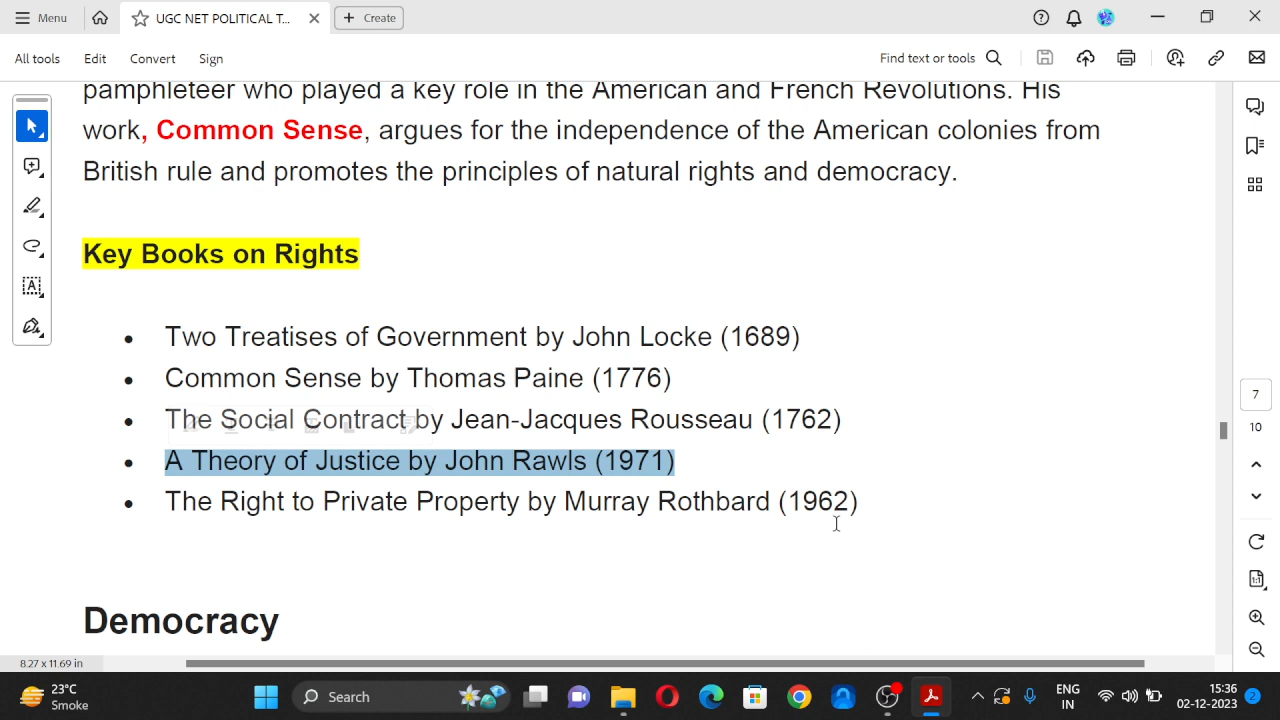 Menu
UGC NET POLITICAL T...
Create
All tools
Edit
Convert
Sign
Find text or tools
pamphleteer who played a key role in the American and French Revolutions. His
work, Common Sense, argues for the independence of the American colonies from
British rule and promotes the principles of natural rights and democracy.
Key Books on Rights
• Two Treatises of Government by John Locke (1689)
• Common Sense by Thomas Paine (1776)
• The Social Contract by Jean-Jacques Rousseau (1762)
• A Theory of Justice by John Rawls (1971)
• The Right to Private Property by Murray Rothbard (1962)
Democracy
7
10
1:1
8.27 x 11.69 in
23°C
Smoke
Search
ENG
IN
15:36
02-12-2023
2